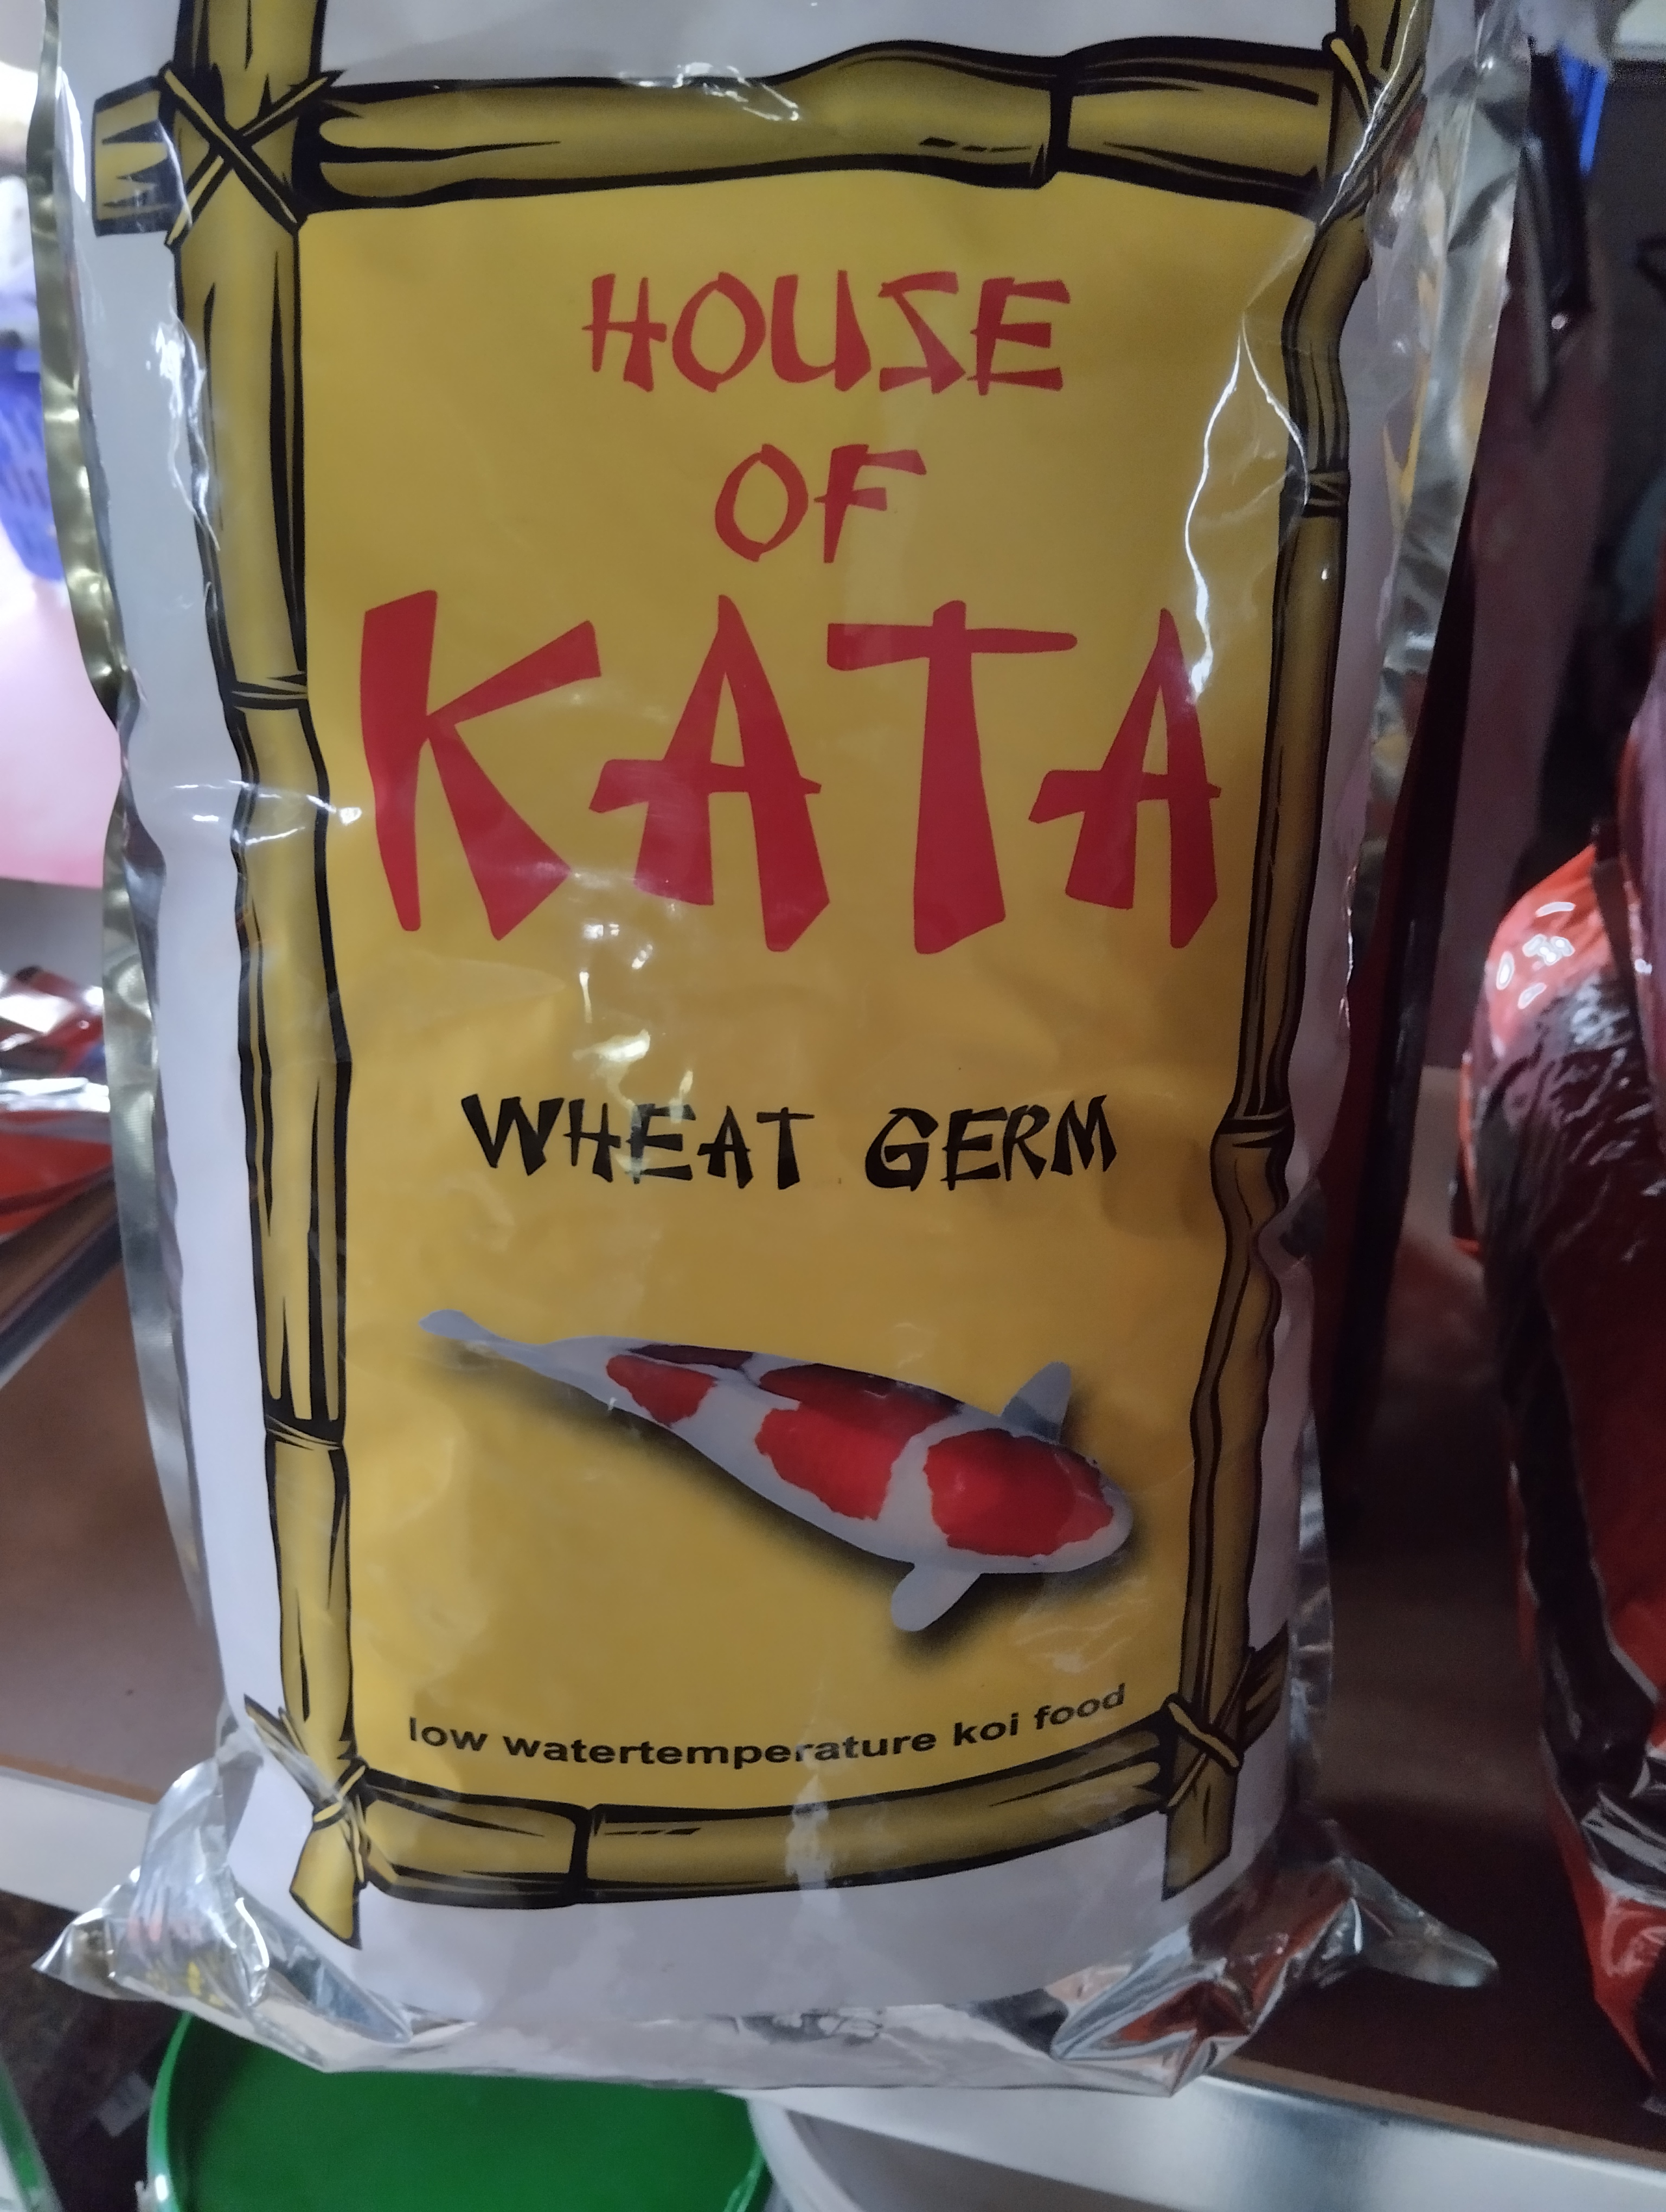 HOUSE
OF
KATA
WHEAT GERM
low watertemperature koi food